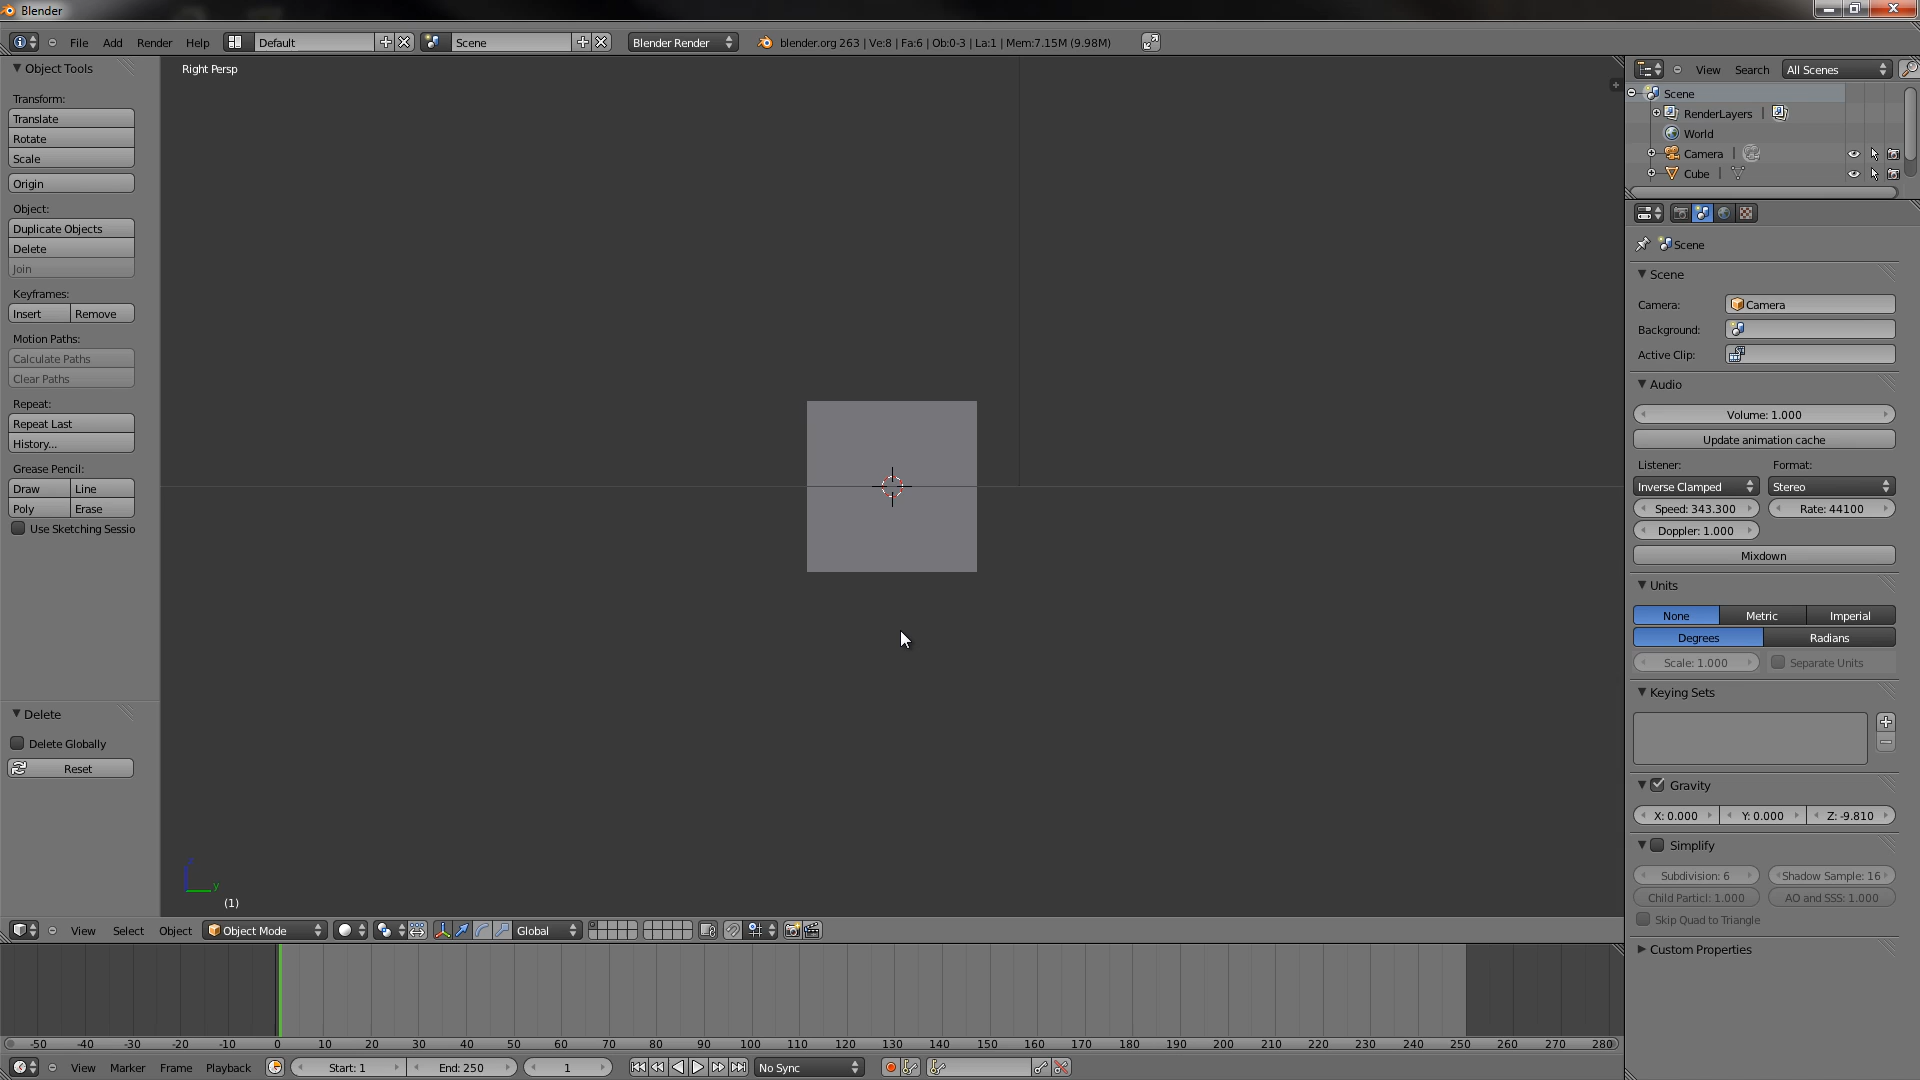 Blender
File Add Render Help Default Scene Blender Render blender.org 263 | Ve:8 | Fa:6 | Ob:0-3 | La:1 | Mem:7.15M (9.98M)
Object Tools
Transform:
Translate
Rotate
Scale
Origin
Object:
Duplicate Objects
Delete
Join
Keyframes:
Insert Remove
Motion Paths:
Calculate Paths
Clear Paths
Repeat:
Repeat Last
History...
Grease Pencil:
Draw Line
Poly Erase
Use Sketching Sessio
Delete
Delete Globally
Reset
Right Persp
y
(1)
View Select Object Object Mode Global
-50 -40 -30 -20 -10 0 10 20 30 40 50 60 70 80 90 100 110 120 130 140 150 160 170 180 190 200 210 220 230 240 250 260 270 280
View Marker Frame Playback Start: 1 End: 250 1 No Sync
View Search All Scenes
Scene
RenderLayers |
World
Camera |
Cube |
Scene
Scene
Camera: Camera
Background:
Active Clip:
Audio
Volume: 1.000
Update animation cache
Listener: Format:
Inverse Clamped Stereo
Speed: 343.300 Rate: 44100
Doppler: 1.000
Mixdown
Units
None Metric Imperial
Degrees Radians
Scale: 1.000 Separate Units
Keying Sets
Gravity
X: 0.000 Y: 0.000 Z: -9.810
Simplify
Subdivision: 6 Shadow Sample: 16
Child Particl: 1.000 AO and SSS: 1.000
Skip Quad to Triangle
Custom Properties